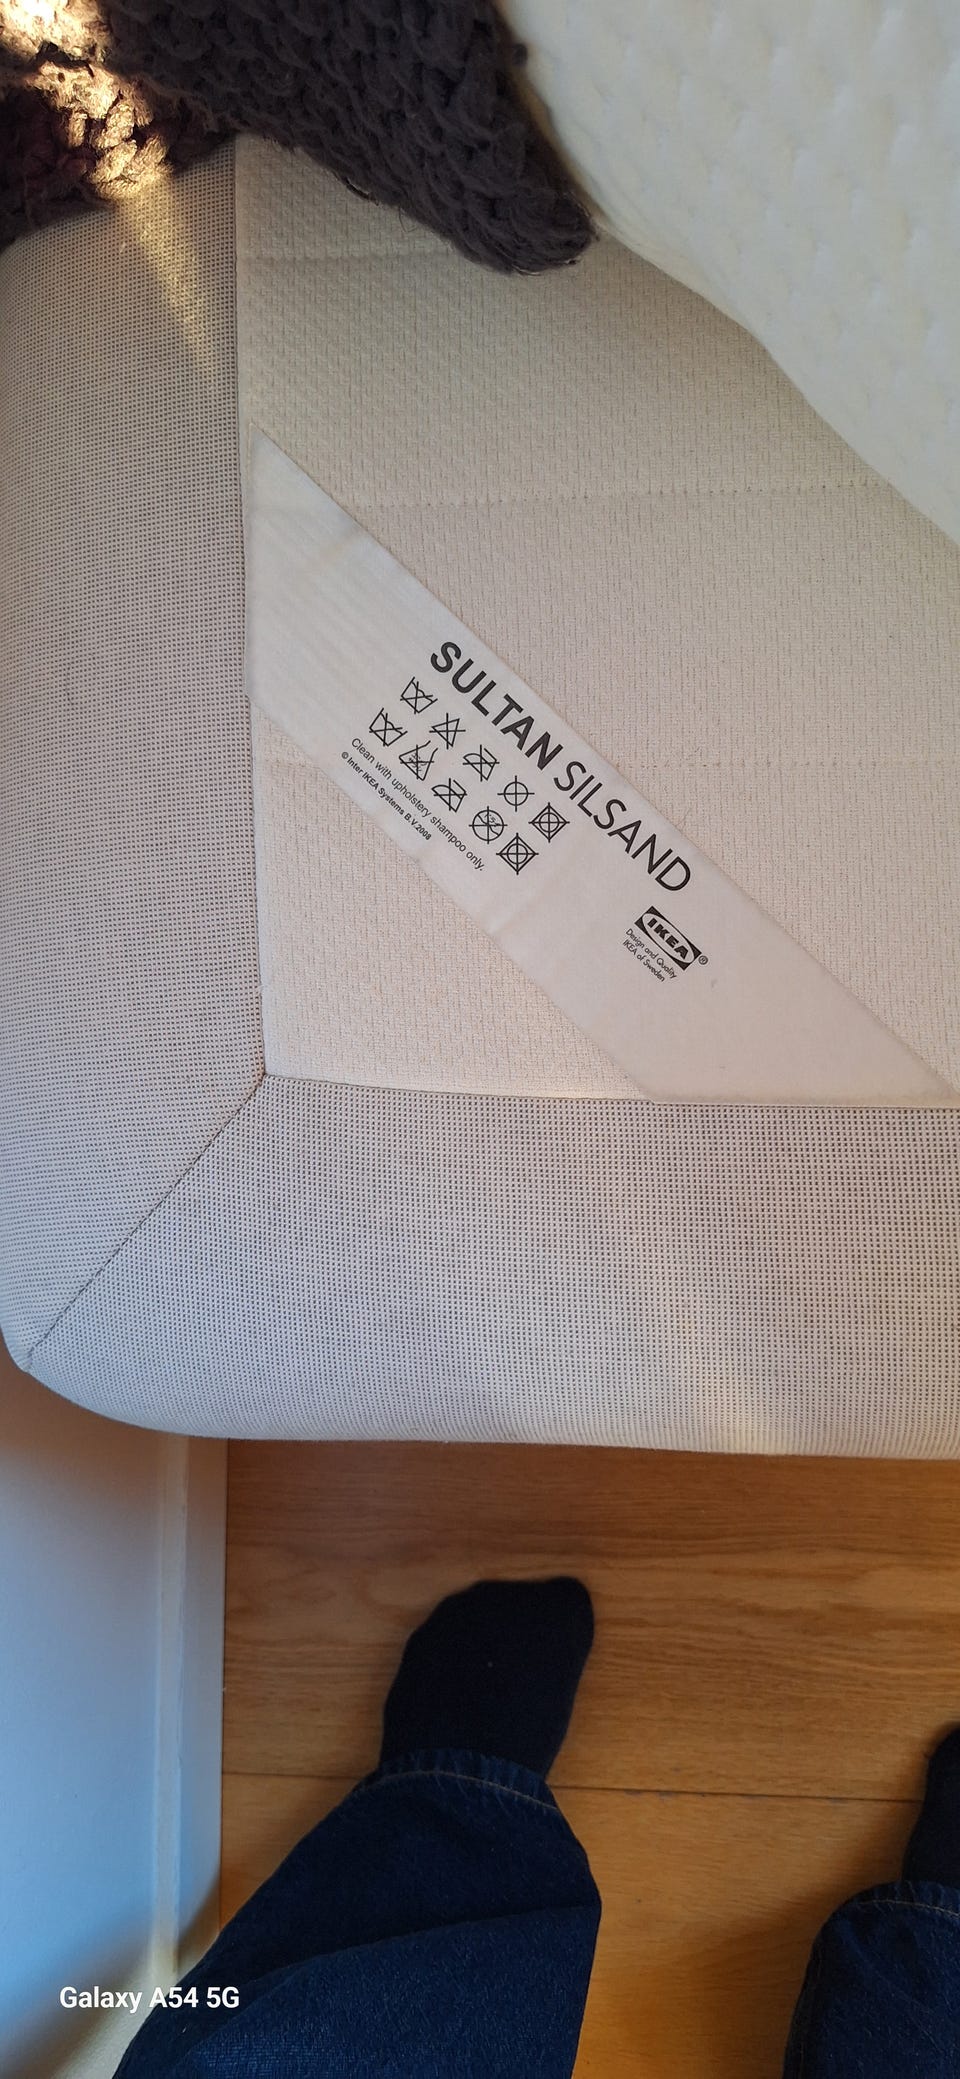 SULTAN SILSAND
Clean with upholstery shampoo only.
© Inter IKEA Systems B.V.2008
IKEA®
Design and Quality
IKEA of Sweden
Galaxy A54 5G